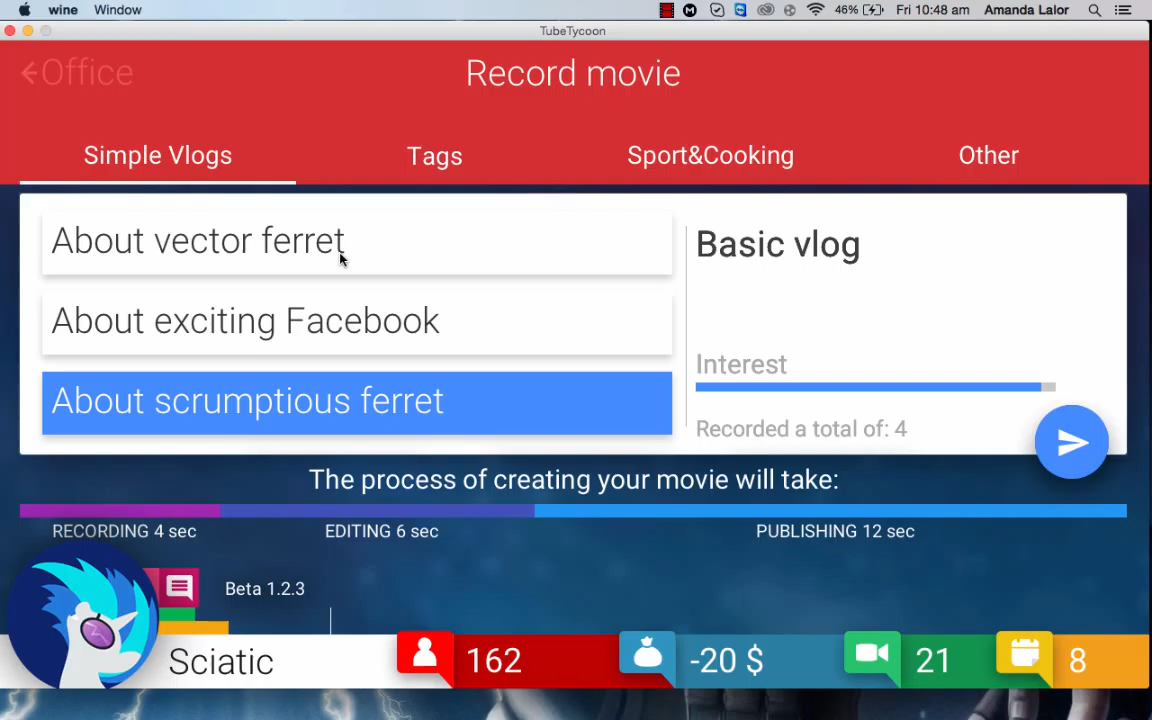 wine Window 46% Fri 10:48 am Amanda Lalor
TubeTycoon
Office
Record movie
Simple Vlogs Tags Sport&Cooking Other
About vector ferret
About exciting Facebook
About scrumptious ferret
Basic vlog
Interest
Recorded a total of: 4
The process of creating your movie will take:
RECORDING 4 sec EDITING 6 sec PUBLISHING 12 sec
Beta 1.2.3
Sciatic 162 -20 $ 21 8